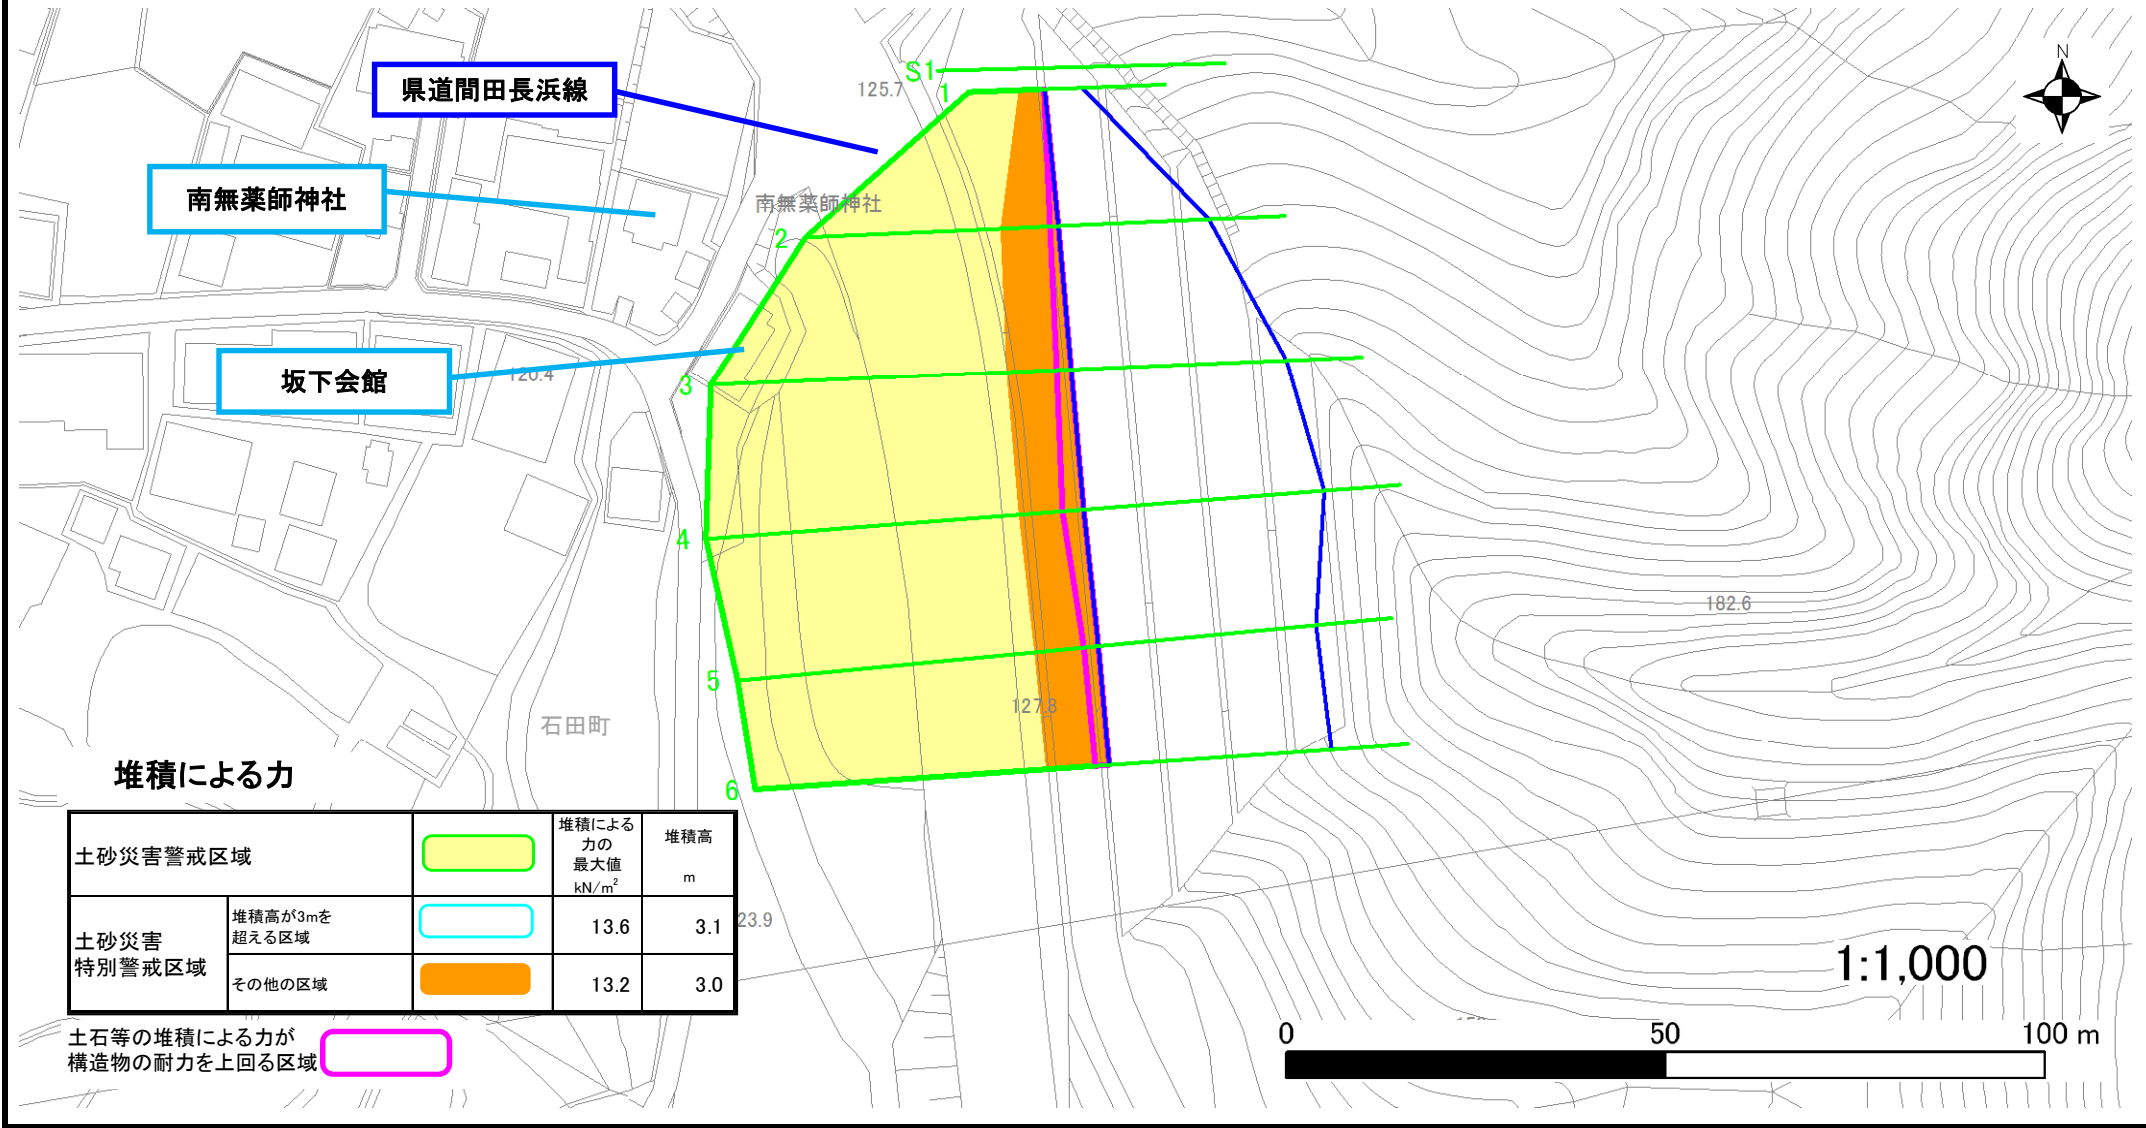 N
S1
県道間田長浜線
125.7
1
南無薬師神社
南無薬師神社
2
坂下会館
120.4
3
4
182.6
5
石田町
127.8
6
堆積による力
土砂災害警戒区域
堆積による
力の
最大値
kN/m²
堆積高
m
土砂災害
特別警戒区域
堆積高が3mを
超える区域
13.6
3.1
その他の区域
13.2
3.0
23.9
土石等の堆積による力が
構造物の耐力を上回る区域
1:1,000
0
50
100 m